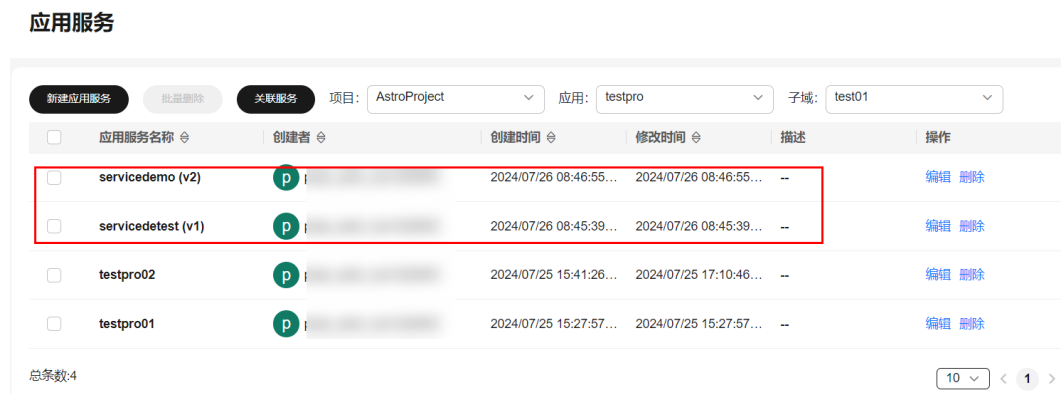 应用服务
新建应用服务 批量删除 关联服务 项目: AstroProject 应用: testpro 子域: test01
应用服务名称 创建者 创建时间 修改时间 描述 操作
servicedemo (v2) p 2024/07/26 08:46:55... 2024/07/26 08:46:55... -- 编辑 删除
servicedetest (v1) p 2024/07/26 08:45:39... 2024/07/26 08:45:39... -- 编辑 删除
testpro02 p 2024/07/25 15:41:26... 2024/07/25 17:10:46... -- 编辑 删除
testpro01 p 2024/07/25 15:27:57... 2024/07/25 15:27:57... -- 编辑 删除
总条数:4 10 < 1 >